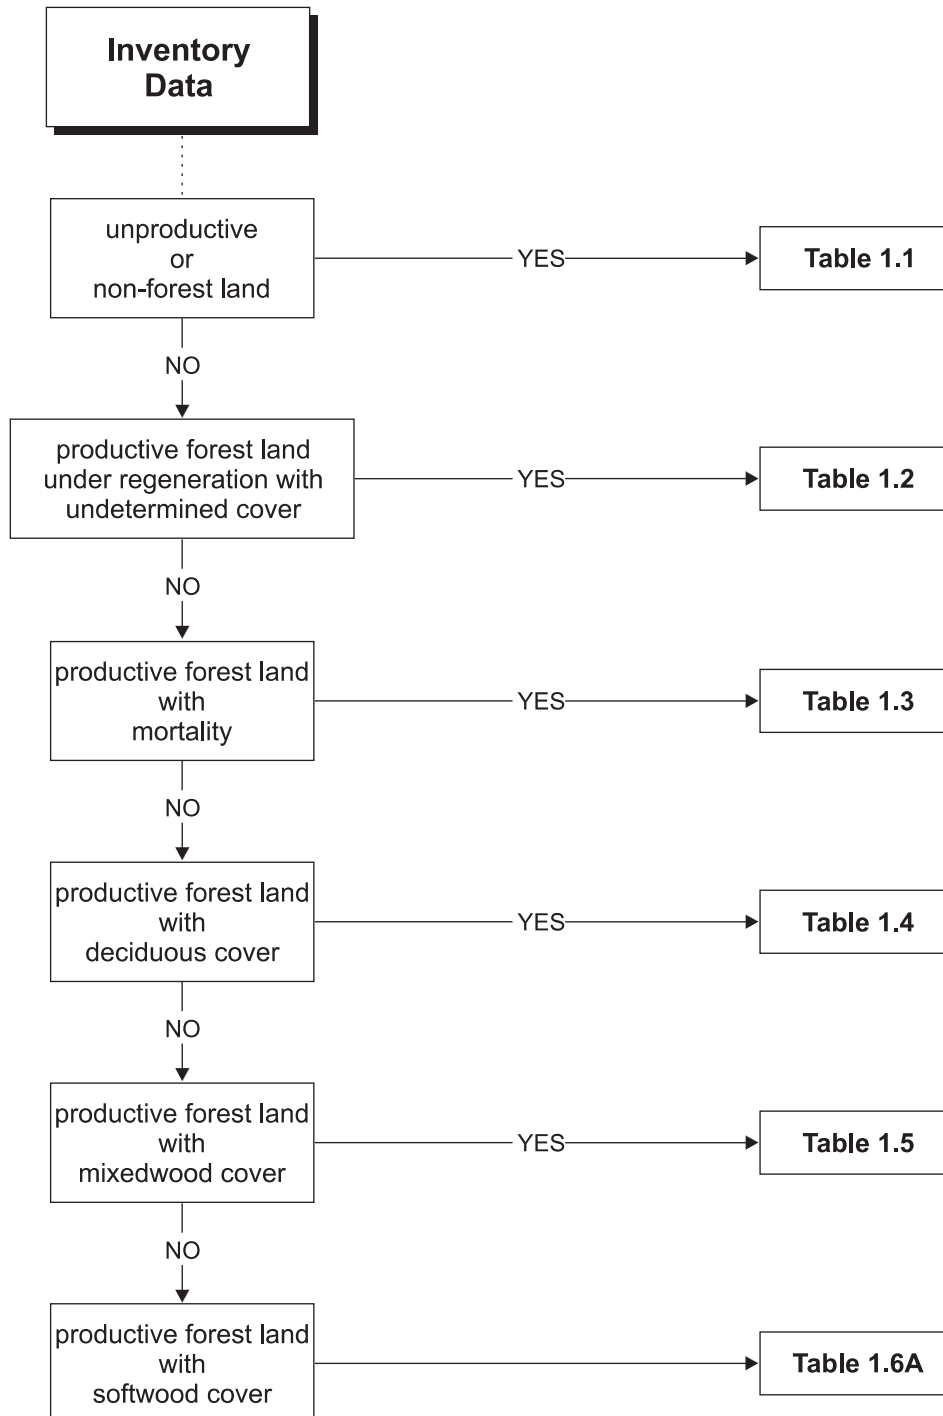 Inventory
Data
unproductive
or
non-forest land
YES
Table 1.1
NO
productive forest land
under regeneration with
undetermined cover
YES
Table 1.2
NO
productive forest land
with
mortality
YES
Table 1.3
NO
productive forest land
with
deciduous cover
YES
Table 1.4
NO
productive forest land
with
mixedwood cover
YES
Table 1.5
NO
productive forest land
with
softwood cover
Table 1.6A